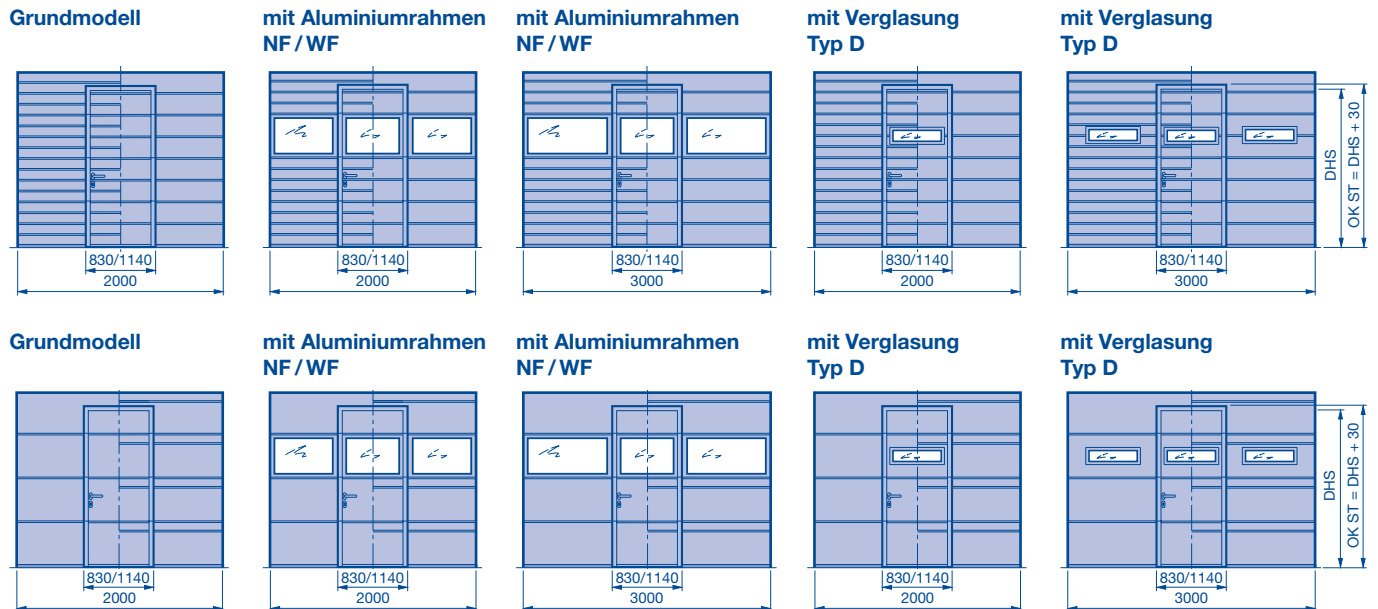 Grundmodell
mit Aluminiumrahmen
NF / WF
mit Aluminiumrahmen
NF / WF
mit Verglasung
Typ D
mit Verglasung
Typ D
830/1140
2000
830/1140
2000
830/1140
3000
830/1140
2000
830/1140
3000
DHS
OK ST = DHS + 30
Grundmodell
mit Aluminiumrahmen
NF / WF
mit Aluminiumrahmen
NF / WF
mit Verglasung
Typ D
mit Verglasung
Typ D
830/1140
2000
830/1140
2000
830/1140
3000
830/1140
2000
830/1140
3000
DHS
OK ST = DHS + 30